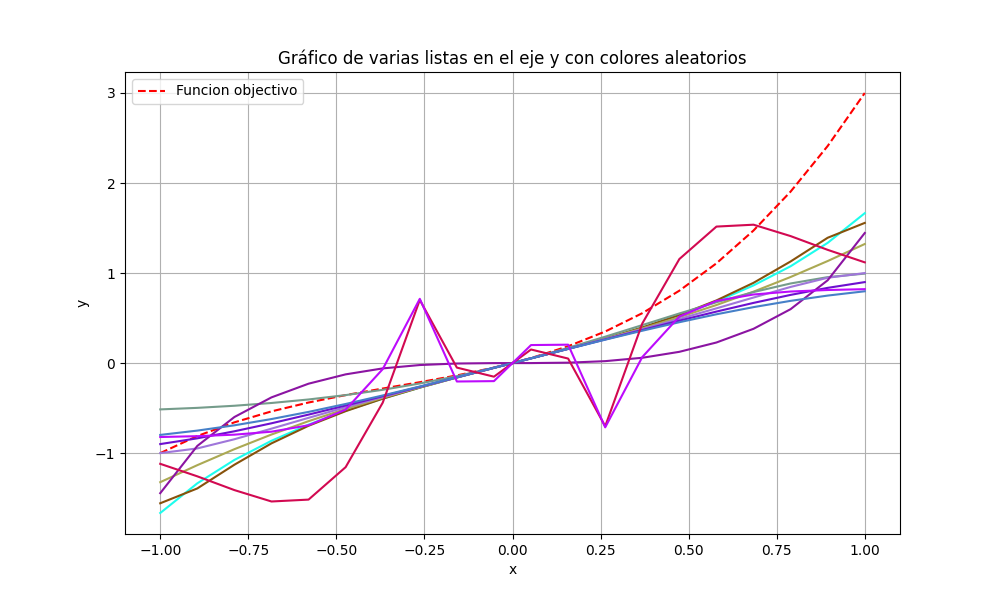 Gráfico de varias listas en el eje y con colores aleatorios
Funcion objectivo
3
2
1
0
−1
y
−1.00 −0.75 −0.50 −0.25 0.00 0.25 0.50 0.75 1.00
x